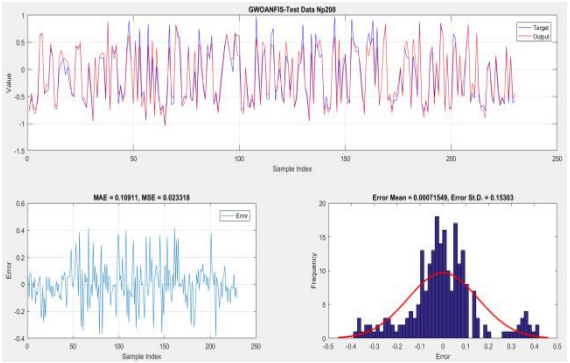 GWOANFIS-Test Data Np200
Target
Output
Value
1
0.5
0
-0.5
-1
-1.5
0 50 100 150 200 250
Sample Index
MAE = 0.10911, MSE = 0.023318
Error
Error
0.6
0.4
0.2
0
-0.2
-0.4
0 50 100 150 200 250
Sample Index
Error Mean = 0.00071549, Error St.D. = 0.15303
Frequency
20
15
10
5
0
-0.5 -0.4 -0.3 -0.2 -0.1 0 0.1 0.2 0.3 0.4 0.5
Error